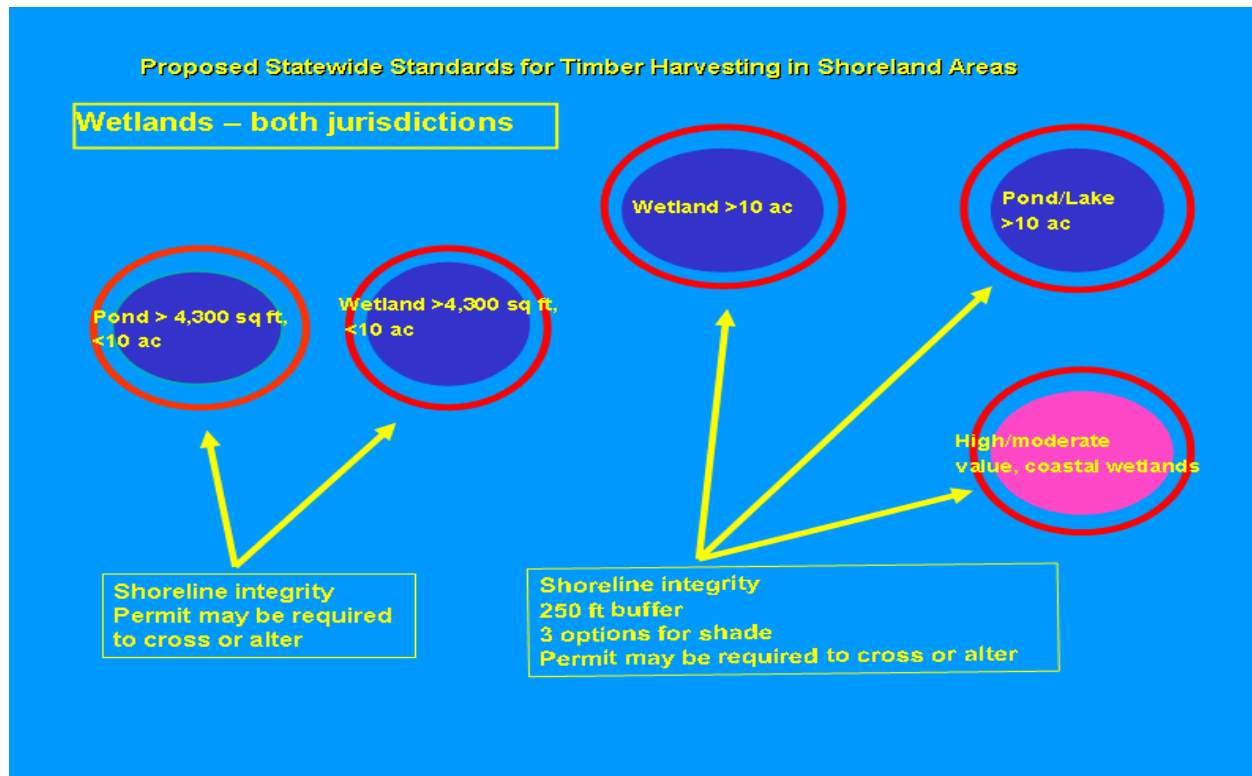 Proposed Statewide Standards for Timber Harvesting in Shoreland Areas
Wetlands – both jurisdictions
Wetland >10 ac
Pond/Lake
>10 ac
Pond > 4,300 sq ft,
<10 ac
Wetland >4,300 sq ft,
<10 ac
High/moderate
value, coastal wetlands
Shoreline integrity
Permit may be required
to cross or alter
Shoreline integrity
250 ft buffer
3 options for shade
Permit may be required to cross or alter